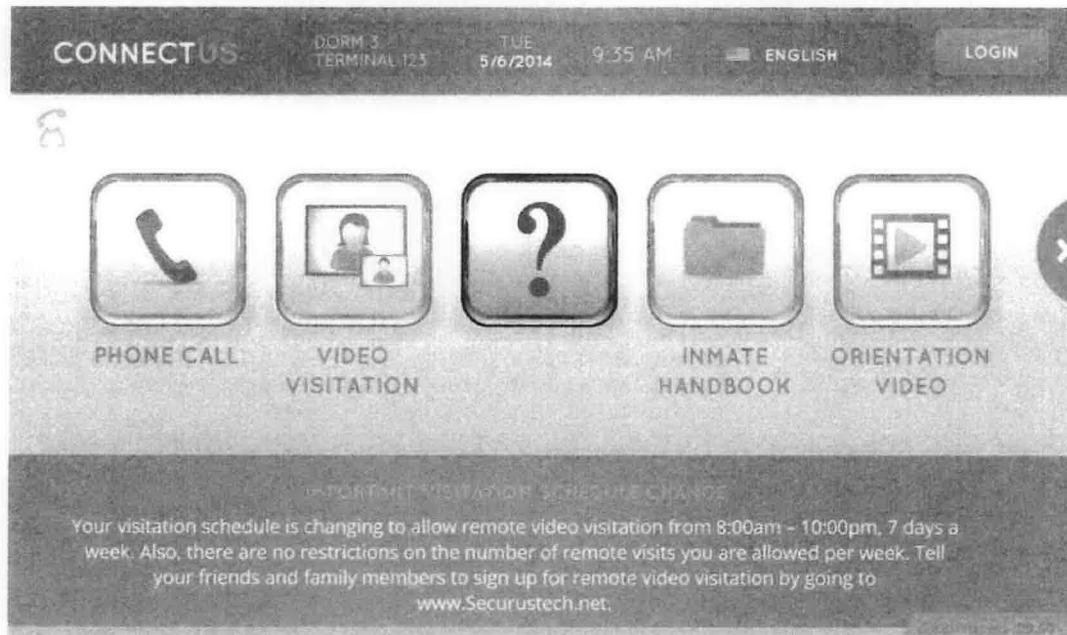 CONNECTUS
DORM 3
TERMINAL 123
TUE
5/6/2014
9:35 AM
ENGLISH
LOGIN
?
PHONE CALL
VIDEO
VISITATION
INMATE
HANDBOOK
ORIENTATION
VIDEO
IMPORTANT VISITATION SCHEDULE CHANGE
Your visitation schedule is changing to allow remote video visitation from 8:00am – 10:00pm, 7 days a
week. Also, there are no restrictions on the number of remote visits you are allowed per week. Tell
your friends and family members to sign up for remote video visitation by going to
www.Securustech.net.